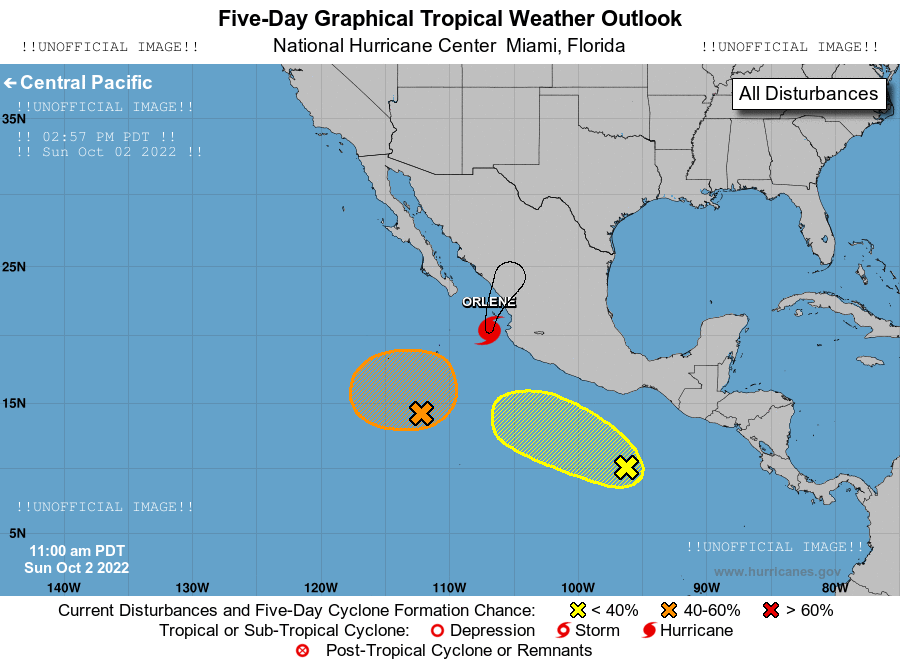 Five-Day Graphical Tropical Weather Outlook
!!UNOFFICIAL IMAGE!! National Hurricane Center Miami, Florida !!UNOFFICIAL IMAGE!!
← Central Pacific
All Disturbances
!!UNOFFICIAL IMAGE!!
35N
!! 02:57 PM PDT !!
!! Sun Oct 02 2022 !!
25N
ORLENE
15N
!!UNOFFICIAL IMAGE!!
5N
11:00 am PDT
Sun Oct 2 2022
!!UNOFFICIAL IMAGE!!
www.hurricanes.gov
140W 130W 120W 110W 100W 90W 80W
Current Disturbances and Five-Day Cyclone Formation Chance: < 40% 40-60% > 60%
Tropical or Sub-Tropical Cyclone: Depression Storm Hurricane
Post-Tropical Cyclone or Remnants